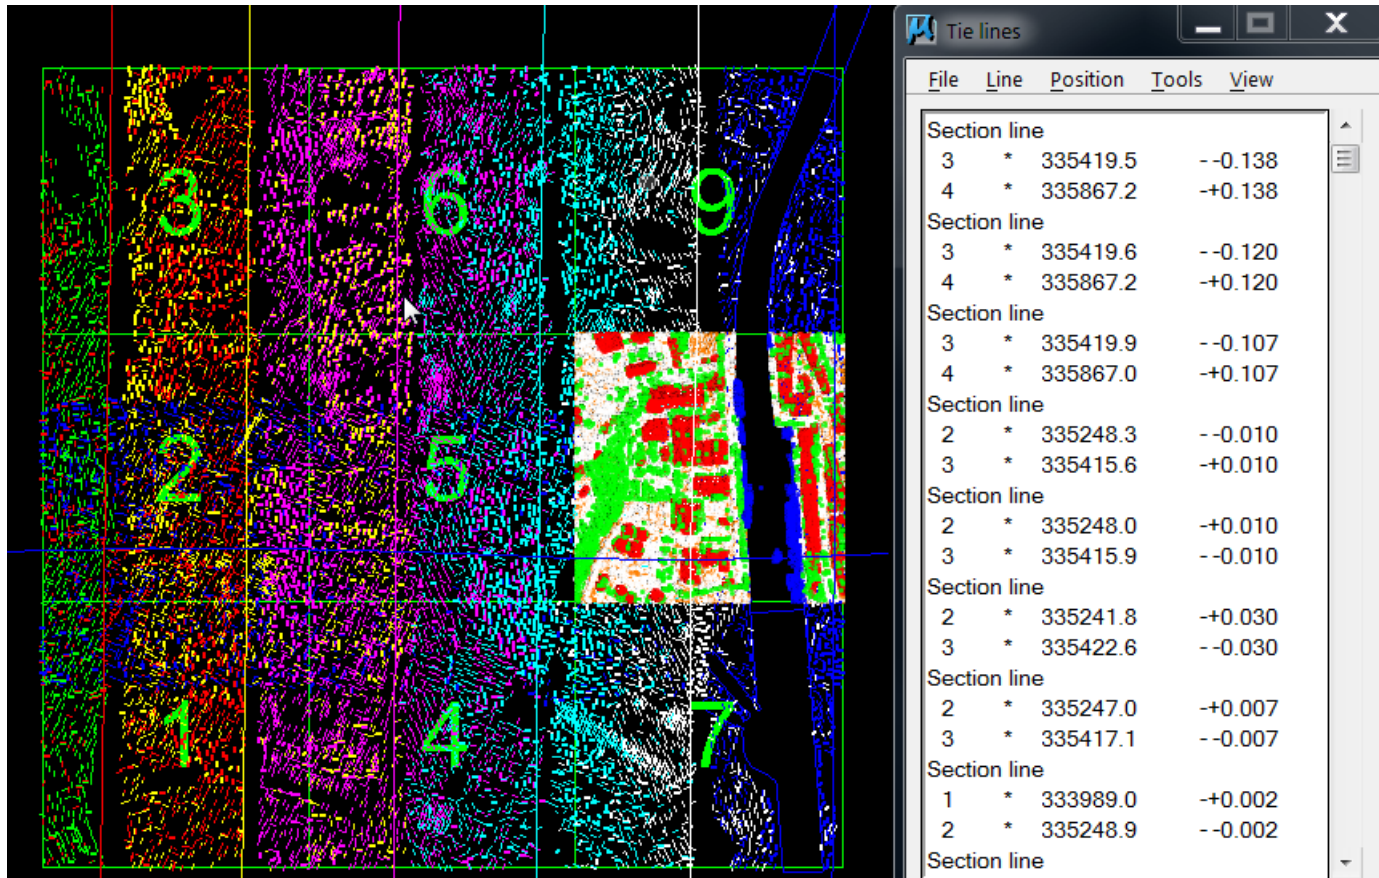 Tie lines
File Line Position Tools View
Section line
3 * 335419.5 - -0.138
4 * 335867.2 -+0.138
Section line
3 * 335419.6 - -0.120
4 * 335867.2 -+0.120
Section line
3 * 335419.9 - -0.107
4 * 335867.0 -+0.107
Section line
2 * 335248.3 - -0.010
3 * 335415.6 -+0.010
Section line
2 * 335248.0 -+0.010
3 * 335415.9 - -0.010
Section line
2 * 335241.8 -+0.030
3 * 335422.6 - -0.030
Section line
2 * 335247.0 -+0.007
3 * 335417.1 - -0.007
Section line
1 * 333989.0 -+0.002
2 * 335248.9 - -0.002
Section line
3 6 9
2 5
1 4 7